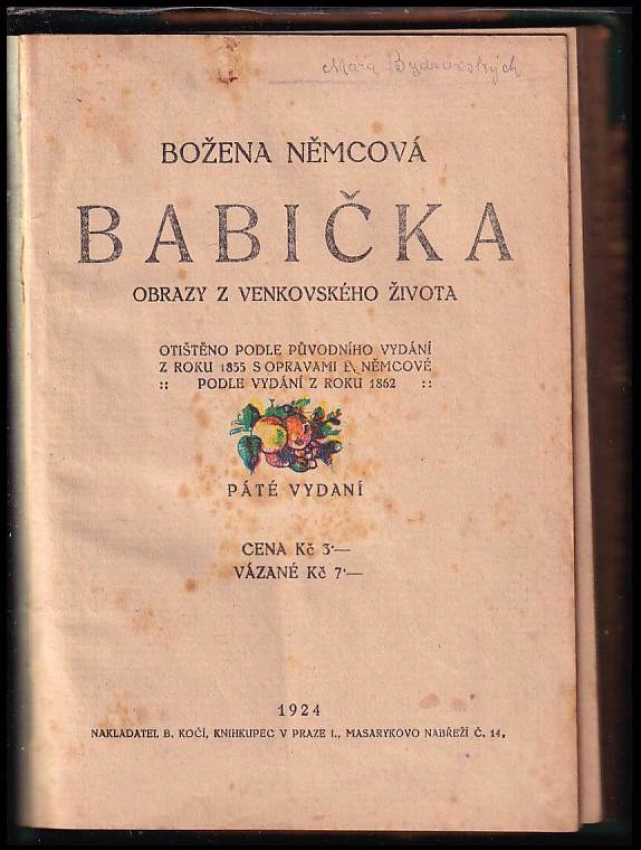 BOŽENA NĚMCOVÁ
BABIČKA
OBRAZY Z VENKOVSKÉHO ŽIVOTA
OTIŠTĚNO PODLE PŮVODNÍHO VYDÁNÍ
Z ROKU 1855 S OPRAVAMI B. NĚMCOVÉ
:: PODLE VYDÁNÍ Z ROKU 1862 ::
PÁTÉ VYDANÍ
CENA Kč 3·—
VÁZANÉ Kč 7·—
1924
NAKLADATEL B. KOČÍ, KNIHKUPEC V PRAZE I., MASARYKOVO NABŘEŽÍ Č. 14.